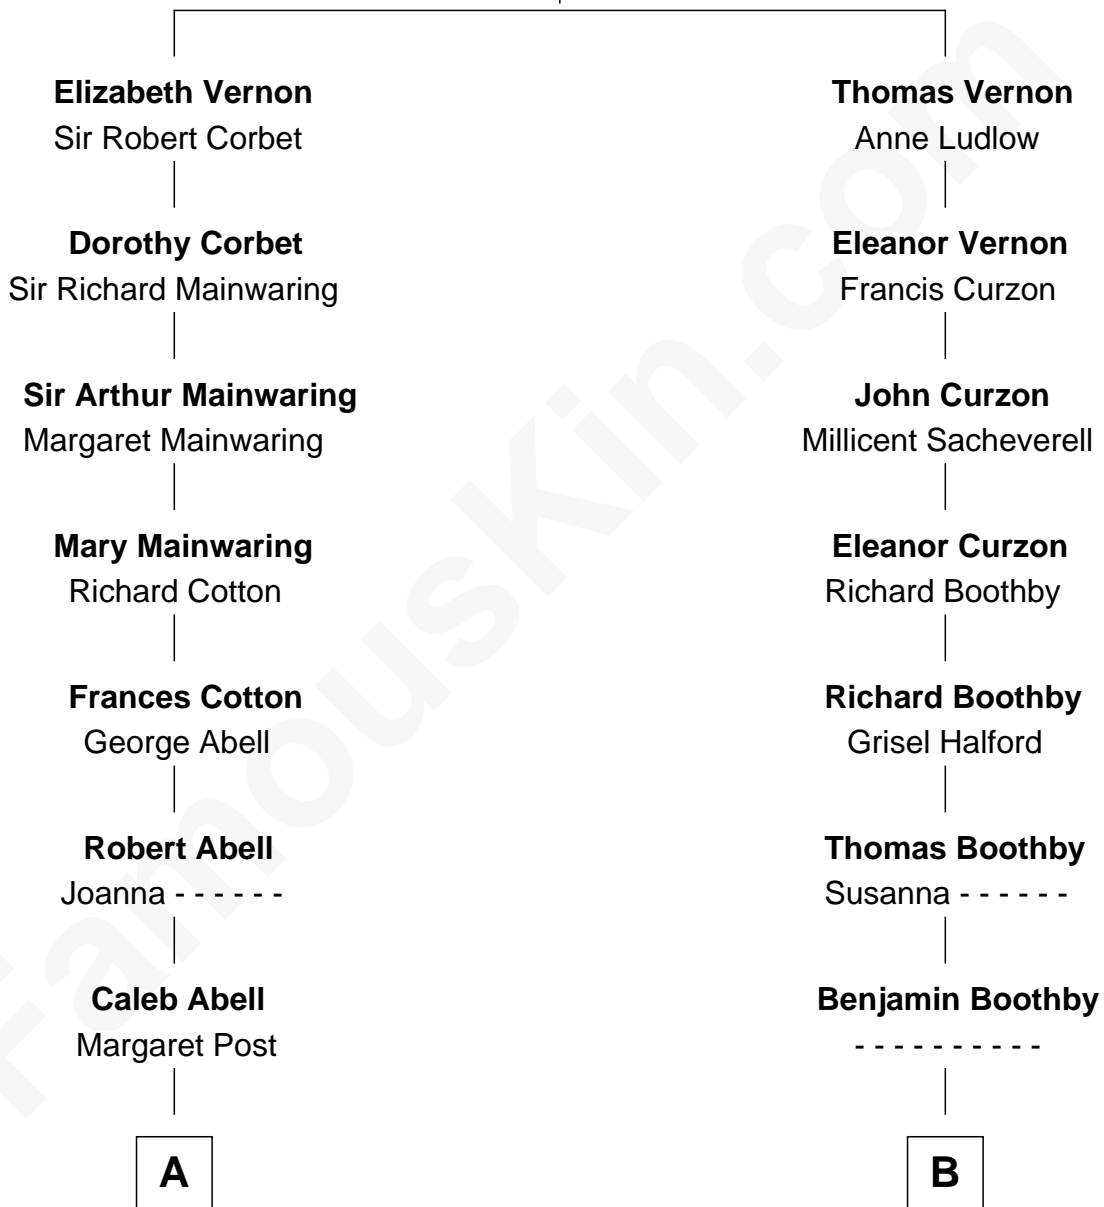 Elizabeth Vernon
Sir Robert Corbet
Dorothy Corbet
Sir Richard Mainwaring
Sir Arthur Mainwaring
Margaret Mainwaring
Mary Mainwaring
Richard Cotton
Frances Cotton
George Abell
Robert Abell
Joanna - - - - - -
Caleb Abell
Margaret Post
A
Thomas Vernon
Anne Ludlow
Eleanor Vernon
Francis Curzon
John Curzon
Millicent Sacheverell
Eleanor Curzon
Richard Boothby
Richard Boothby
Grisel Halford
Thomas Boothby
Susanna - - - - - -
Benjamin Boothby
- - - - - - - - - -
B
FamousKin.com